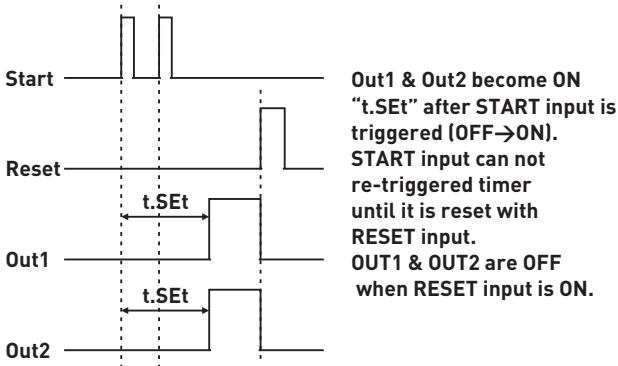 Start
Reset
t.SEt
Out1
t.SEt
Out2
Out1 & Out2 become ON
“t.SEt” after START input is
triggered (OFF→ON).
START input can not
re-triggered timer
until it is reset with
RESET input.
OUT1 & OUT2 are OFF
when RESET input is ON.